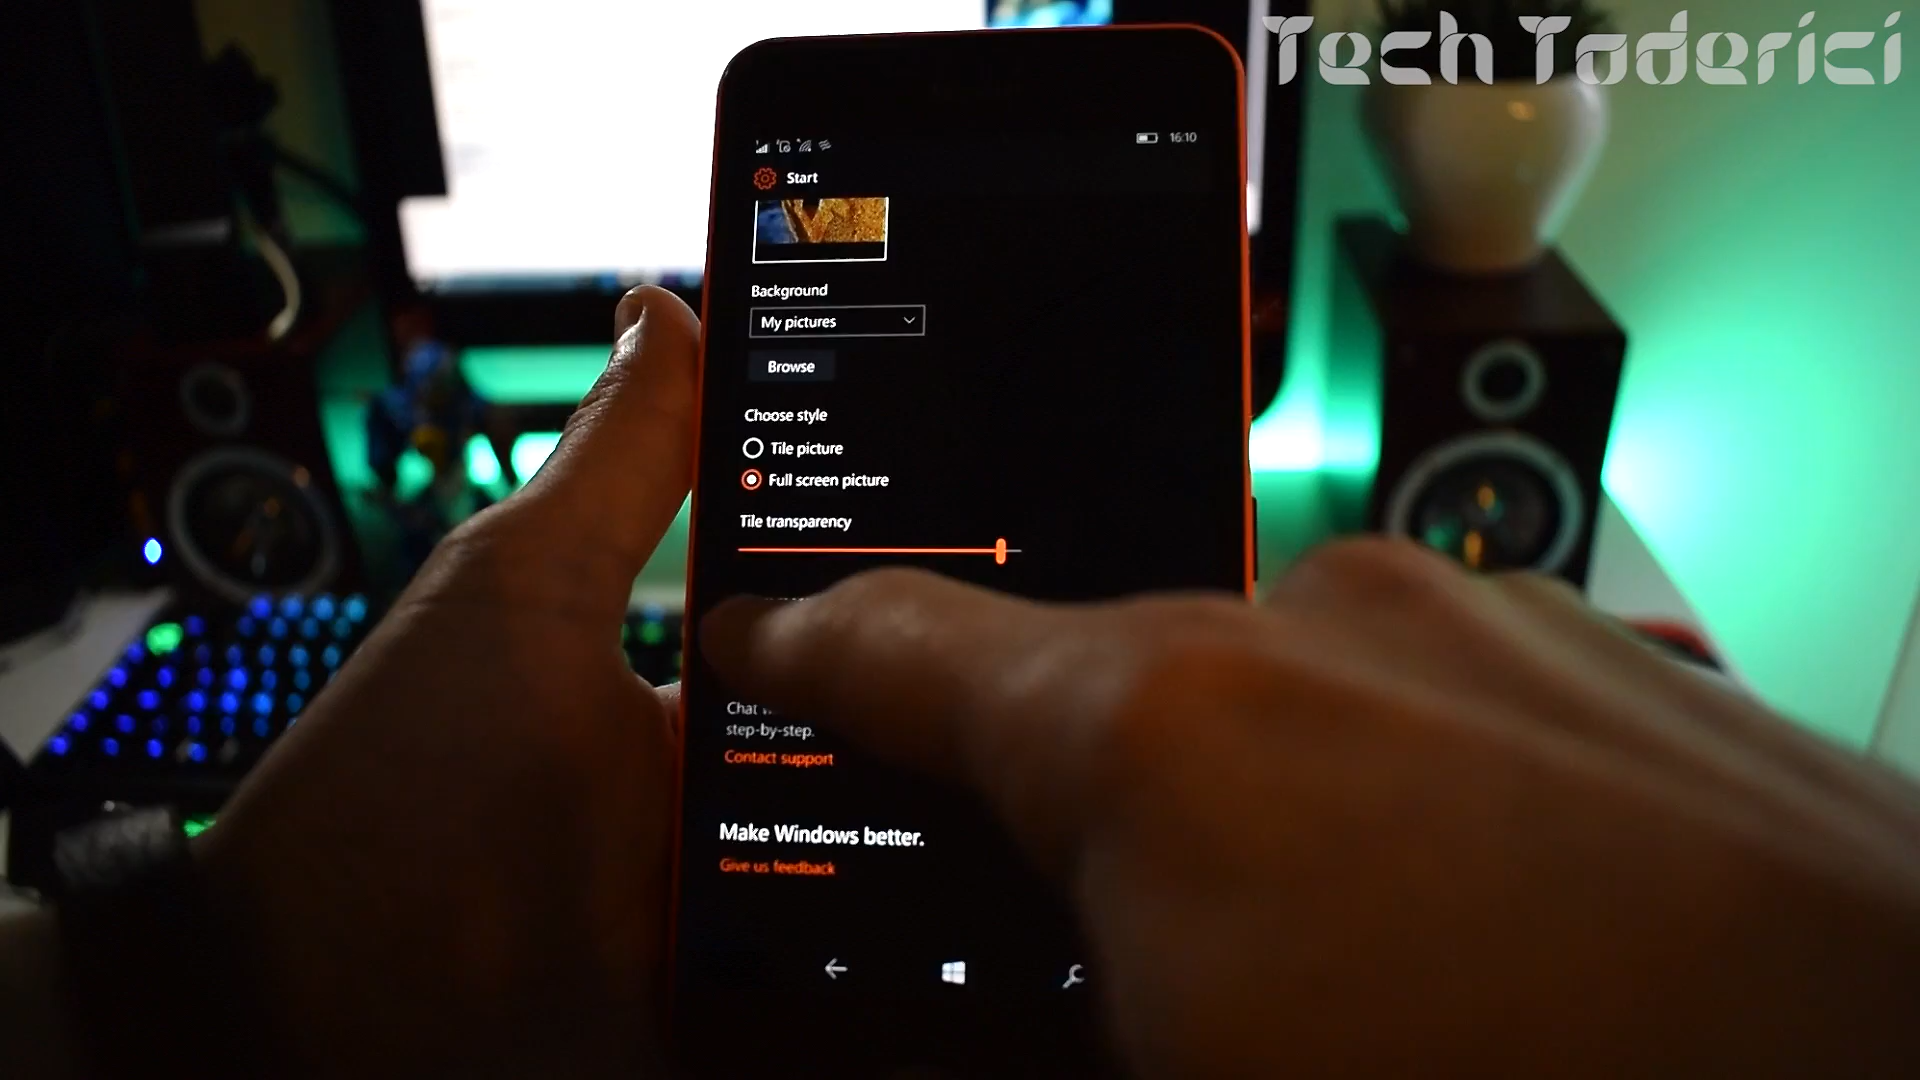 Tech Toderici
16:10
Start
Background
My pictures
Browse
Choose style
Tile picture
Full screen picture
Tile transparency
Chat
step-by-step.
Contact support
Make Windows better.
Give us feedback